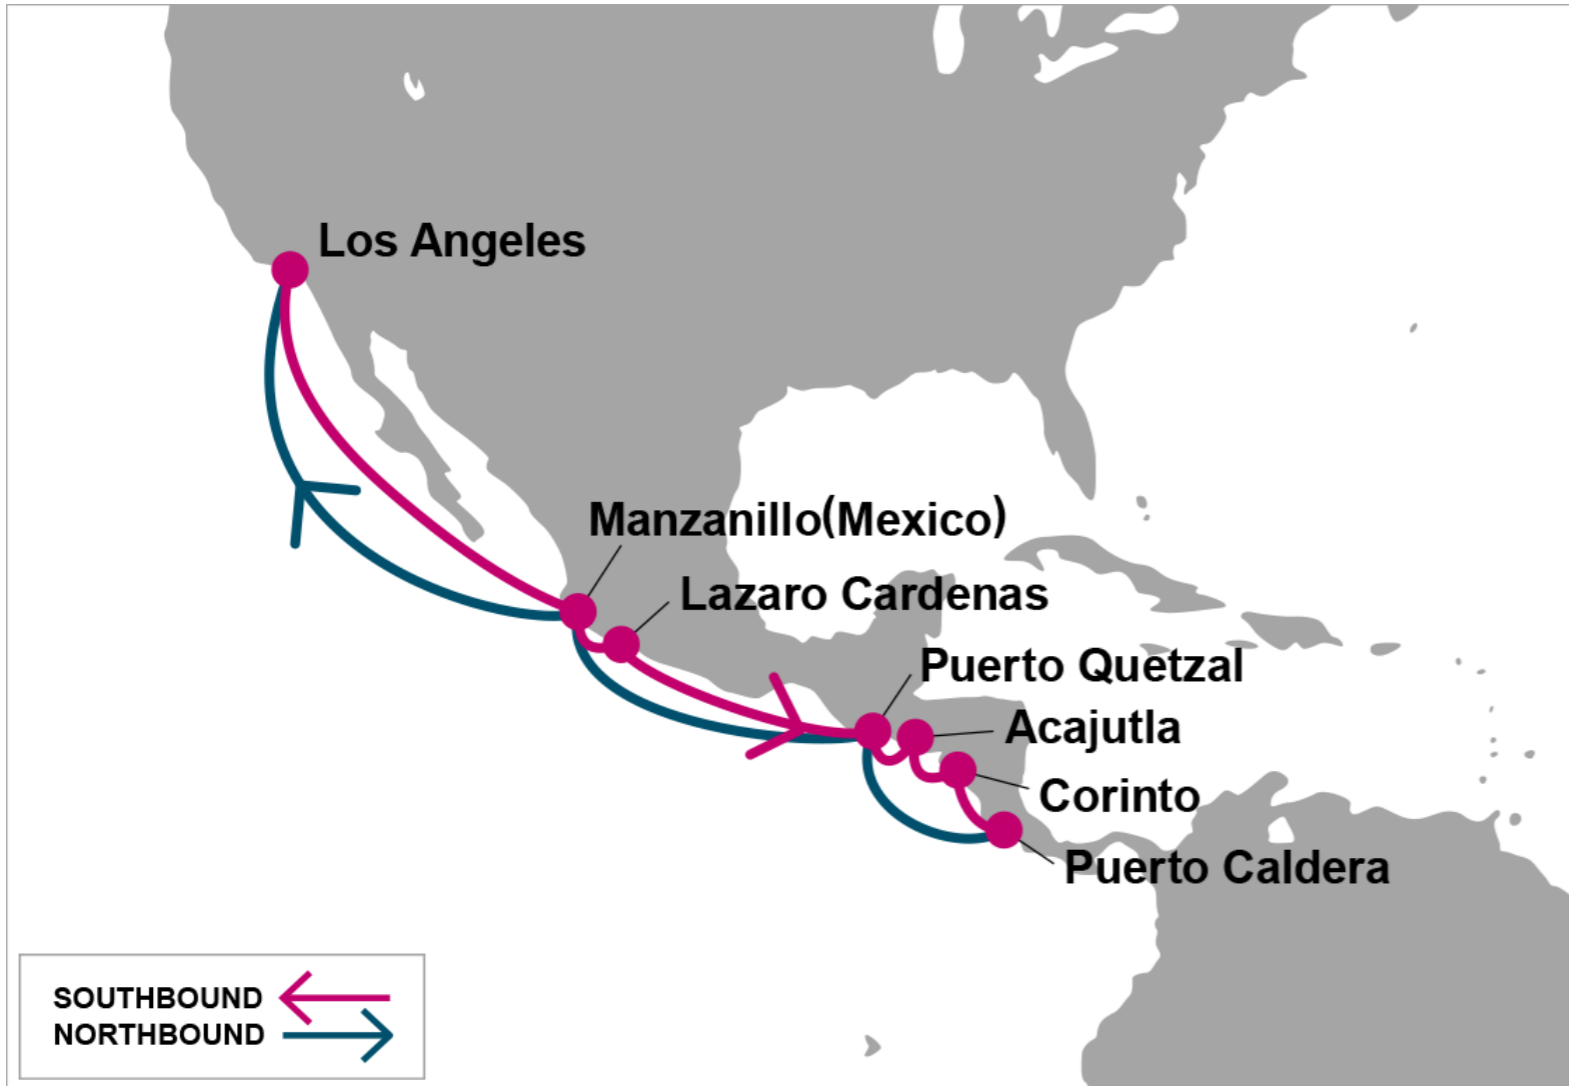 Los Angeles
Manzanillo(Mexico)
Lazaro Cardenas
Puerto Quetzal
Acajutla
Corinto
Puerto Caldera
SOUTHBOUND
NORTHBOUND